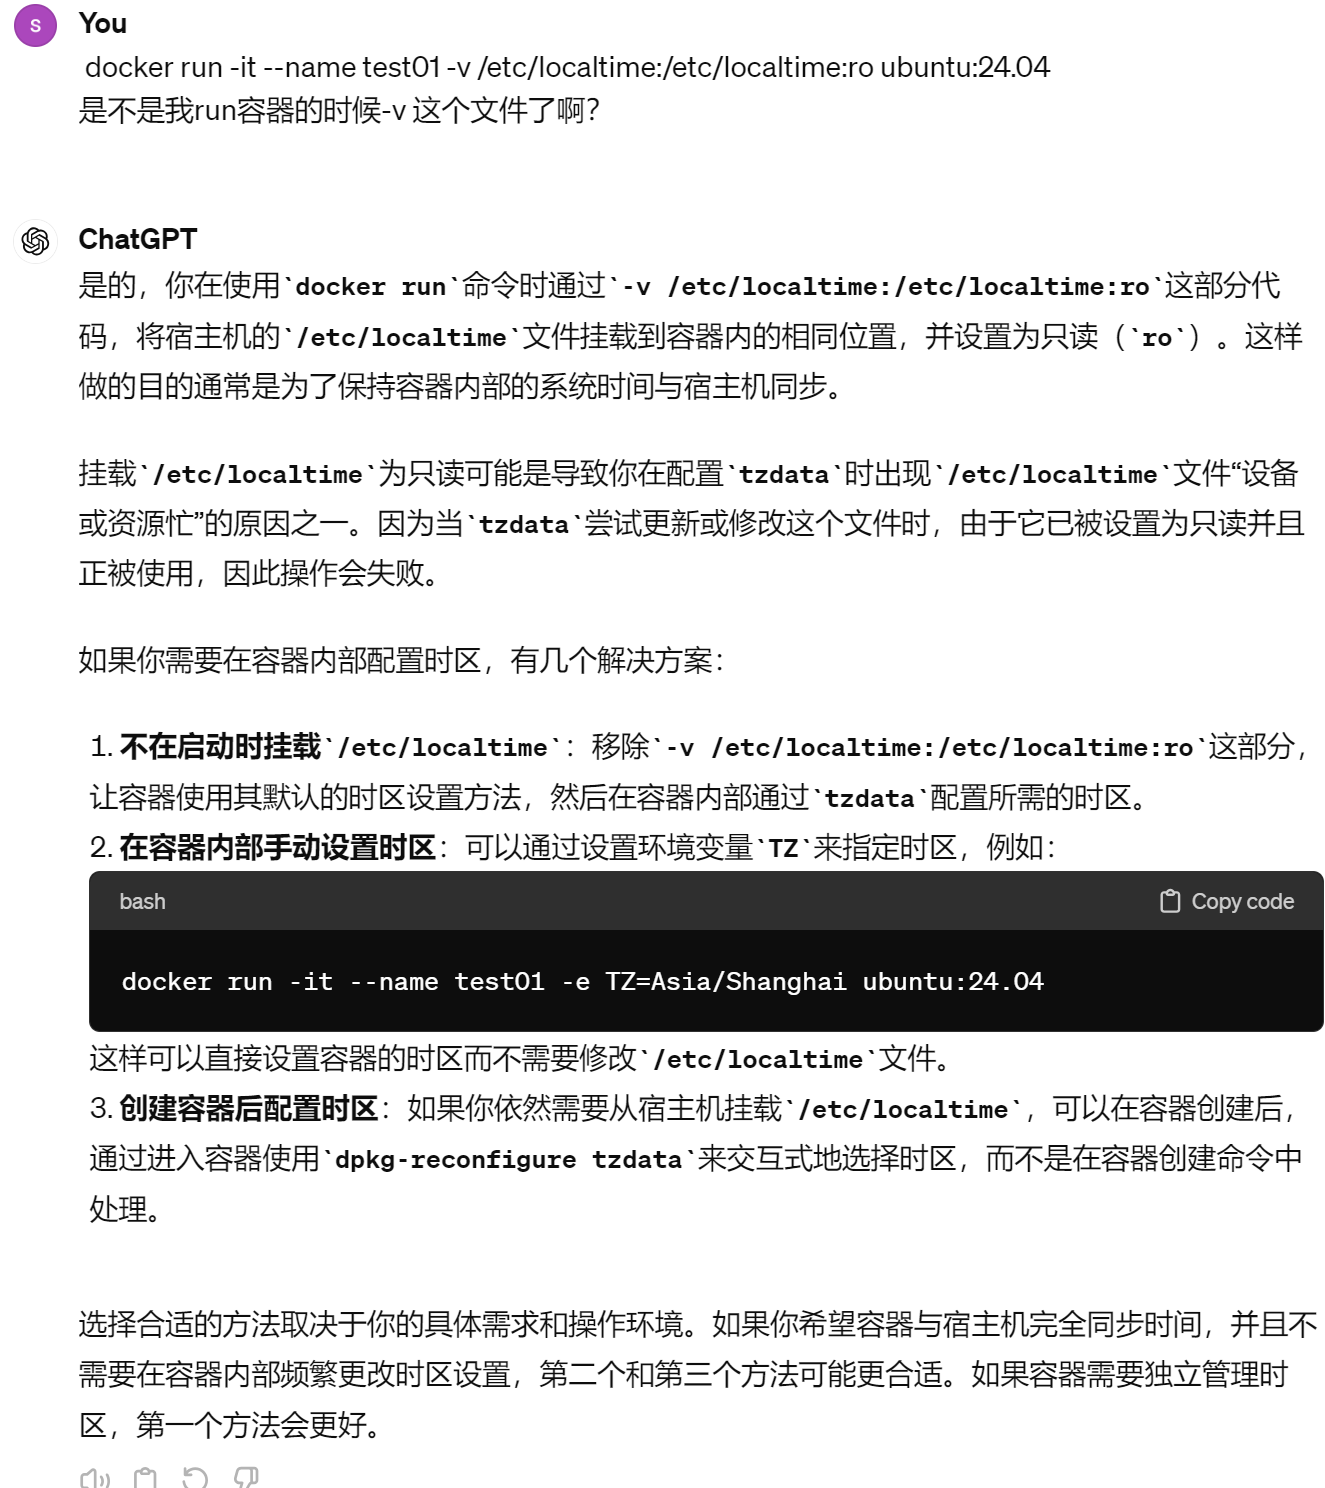 S
You
docker run -it --name test01 -v /etc/localtime:/etc/localtime:ro ubuntu:24.04
是不是我run容器的时候-v 这个文件了啊？
ChatGPT
是的，你在使用`docker run`命令时通过`-v /etc/localtime:/etc/localtime:ro`这部分代
码，将宿主机的`/etc/localtime`文件挂载到容器内的相同位置，并设置为只读（`ro`）。这样
做的目的通常是为了保持容器内部的系统时间与宿主机同步。
挂载`/etc/localtime`为只读可能是导致你在配置`tzdata`时出现`/etc/localtime`文件“设备
或资源忙”的原因之一。因为当`tzdata`尝试更新或修改这个文件时，由于它已被设置为只读并且
正被使用，因此操作会失败。
如果你需要在容器内部配置时区，有几个解决方案：
1. 不在启动时挂载`/etc/localtime`：移除`-v /etc/localtime:/etc/localtime:ro`这部分，
让容器使用其默认的时区设置方法，然后在容器内部通过`tzdata`配置所需的时区。
2. 在容器内部手动设置时区：可以通过设置环境变量`TZ`来指定时区，例如：
bash
Copy code
docker run -it --name test01 -e TZ=Asia/Shanghai ubuntu:24.04
这样可以直接设置容器的时区而不需要修改`/etc/localtime`文件。
3. 创建容器后配置时区：如果你依然需要从宿主机挂载`/etc/localtime`，可以在容器创建后，
通过进入容器使用`dpkg-reconfigure tzdata`来交互式地选择时区，而不是在容器创建命令中
处理。
选择合适的方法取决于你的具体需求和操作环境。如果你希望容器与宿主机完全同步时间，并且不
需要在容器内部频繁更改时区设置，第二个和第三个方法可能更合适。如果容器需要独立管理时
区，第一个方法会更好。